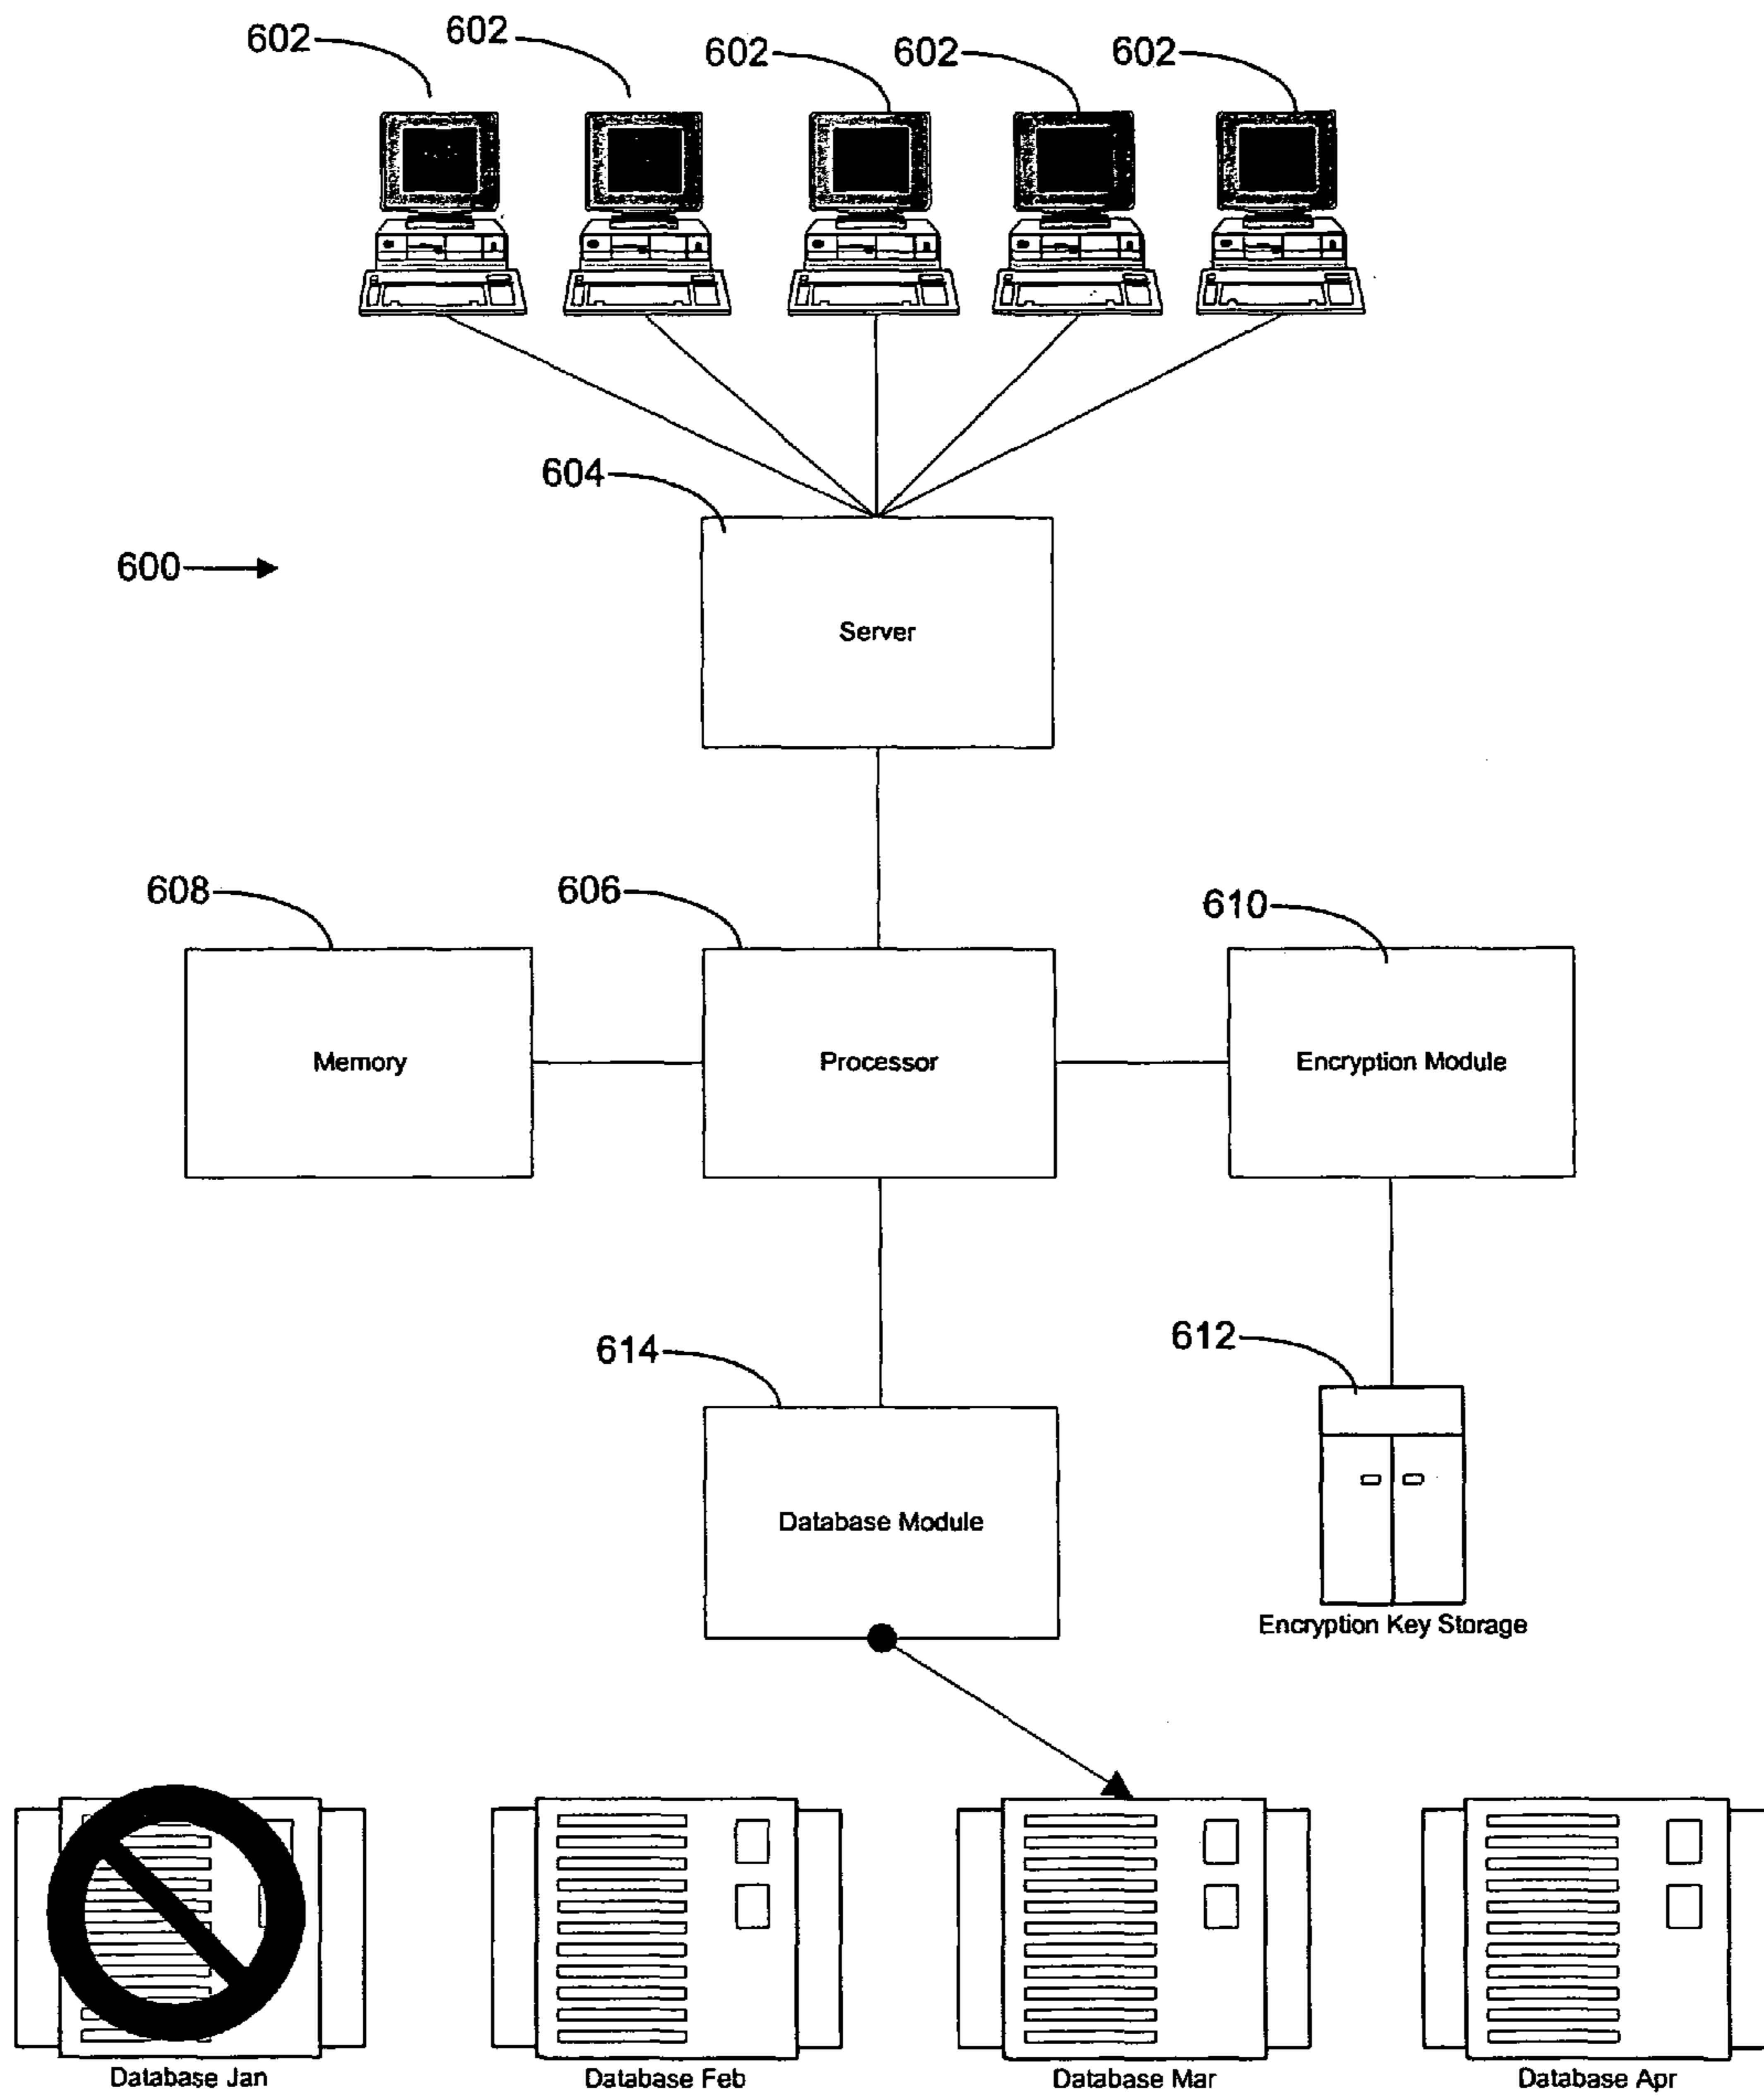 602 602 602 602 602
604
600
Server
608 606 610
Memory Processor Encryption Module
614 612
Database Module
Encryption Key Storage
Database Jan Database Feb Database Mar Database Apr